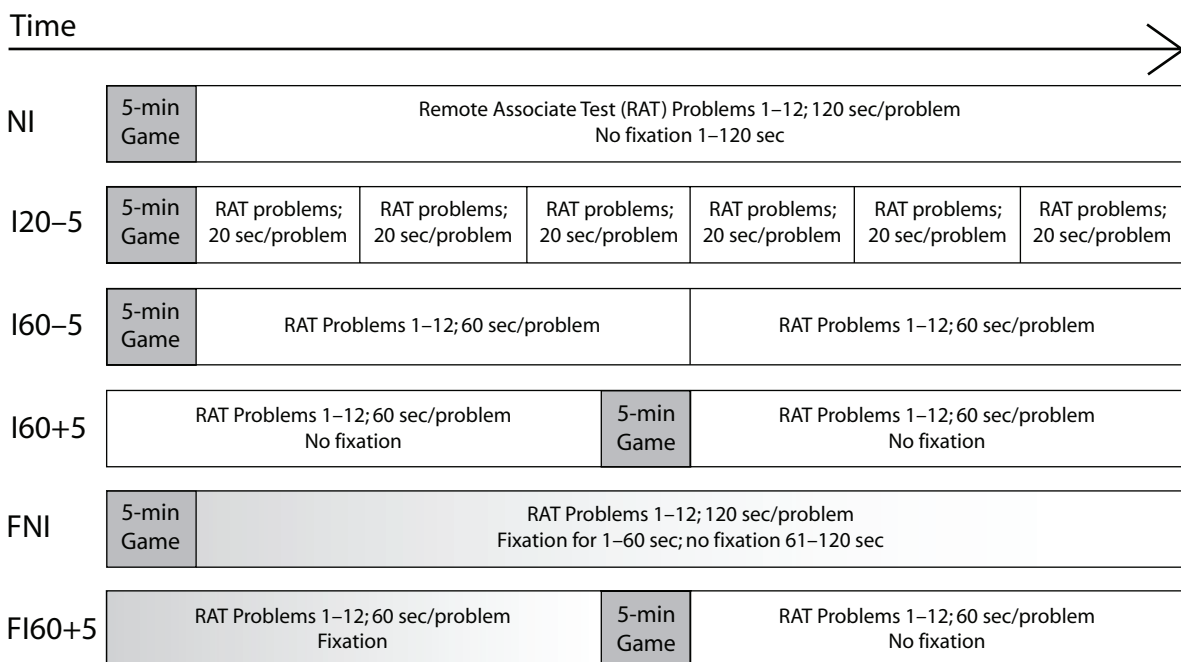 Time
NI
5-min
Game
Remote Associate Test (RAT) Problems 1–12; 120 sec/problem
No fixation 1–120 sec
I20–5
5-min
Game
RAT problems;
20 sec/problem
RAT problems;
20 sec/problem
RAT problems;
20 sec/problem
RAT problems;
20 sec/problem
RAT problems;
20 sec/problem
RAT problems;
20 sec/problem
I60–5
5-min
Game
RAT Problems 1–12; 60 sec/problem
RAT Problems 1–12; 60 sec/problem
I60+5
RAT Problems 1–12; 60 sec/problem
No fixation
5-min
Game
RAT Problems 1–12; 60 sec/problem
No fixation
FNI
5-min
Game
RAT Problems 1–12; 120 sec/problem
Fixation for 1–60 sec; no fixation 61–120 sec
FI60+5
RAT Problems 1–12; 60 sec/problem
Fixation
5-min
Game
RAT Problems 1–12; 60 sec/problem
No fixation